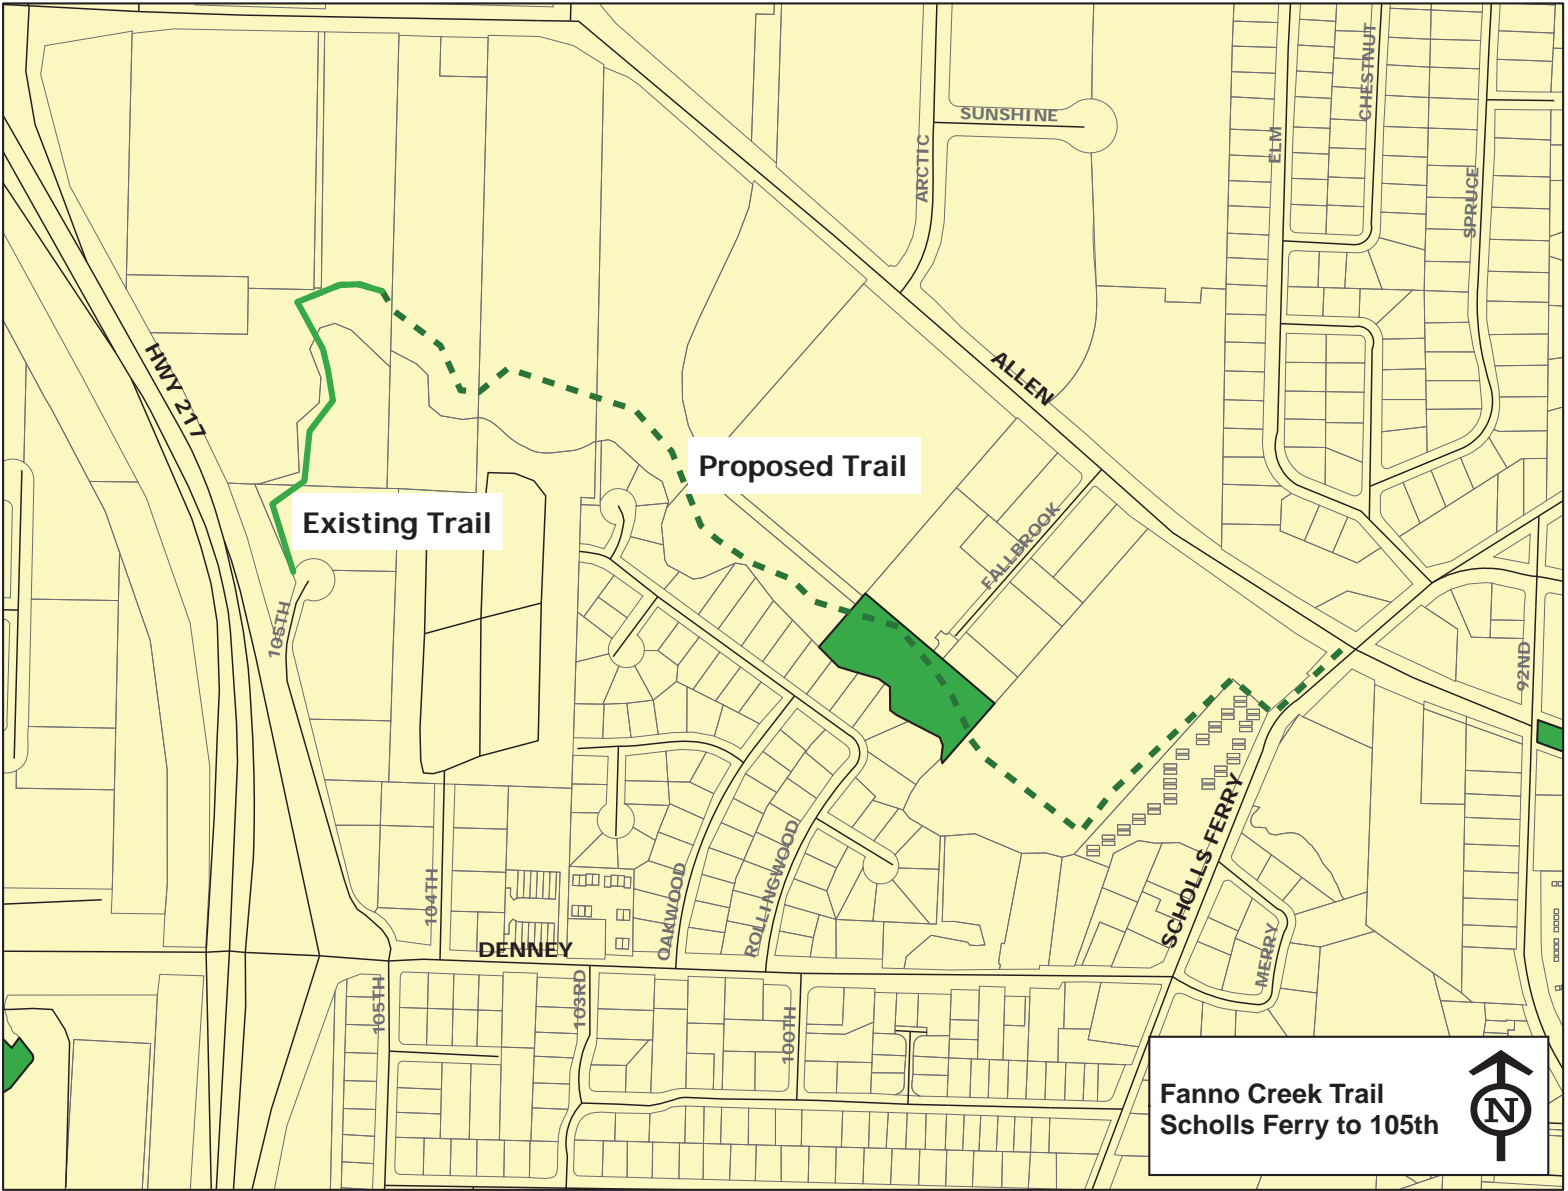 CHESTNUT
SUNSHINE
ELM
ARCTIC
SPRUCE
HWY 217
ALLEN
Proposed Trail
Existing Trail
FALLBROOK
105TH
92ND
SCHOLLS FERRY
ROLLINGWOOD
OAKWOOD
104TH
DENNEY
MERRY
105TH
103RD
100TH
Fanno Creek Trail
Scholls Ferry to 105th
N